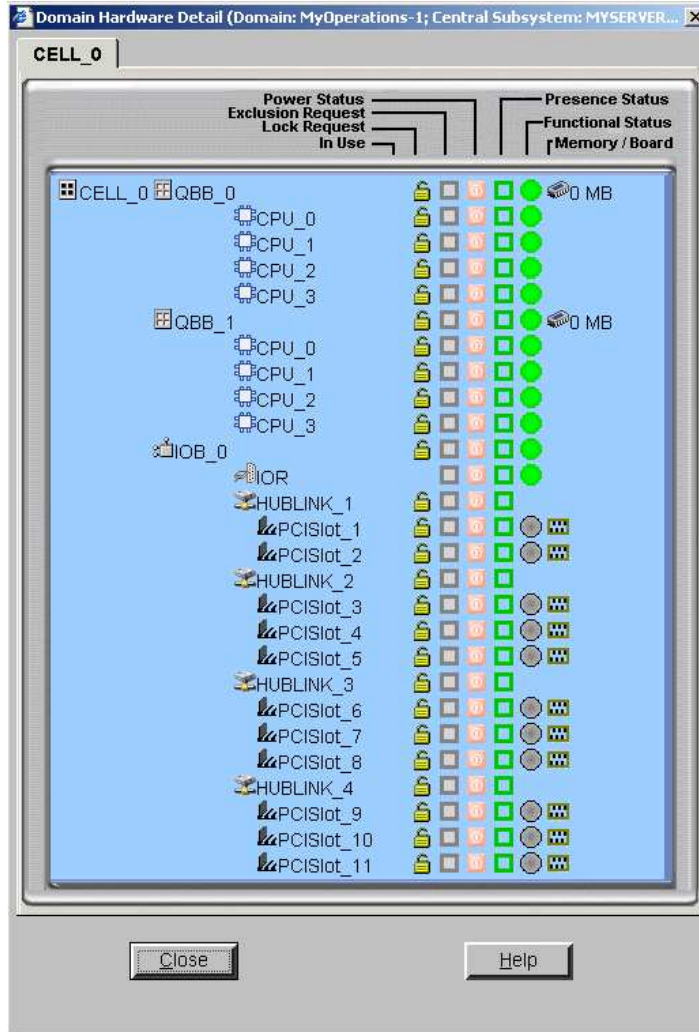 Domain Hardware Detail (Domain: MyOperations-1; Central Subsystem: MYSERVER...
CELL_0
Power Status
Presence Status
Exclusion Request
Functional Status
Lock Request
Memory / Board
In Use
CELL_0 QBB_0 0 MB
CPU_0
CPU_1
CPU_2
CPU_3
QBB_1 0 MB
CPU_0
CPU_1
CPU_2
CPU_3
IOB_0
IOR
HUBLINK_1
PCISlot_1
PCISlot_2
HUBLINK_2
PCISlot_3
PCISlot_4
PCISlot_5
HUBLINK_3
PCISlot_6
PCISlot_7
PCISlot_8
HUBLINK_4
PCISlot_9
PCISlot_10
PCISlot_11
Close Help